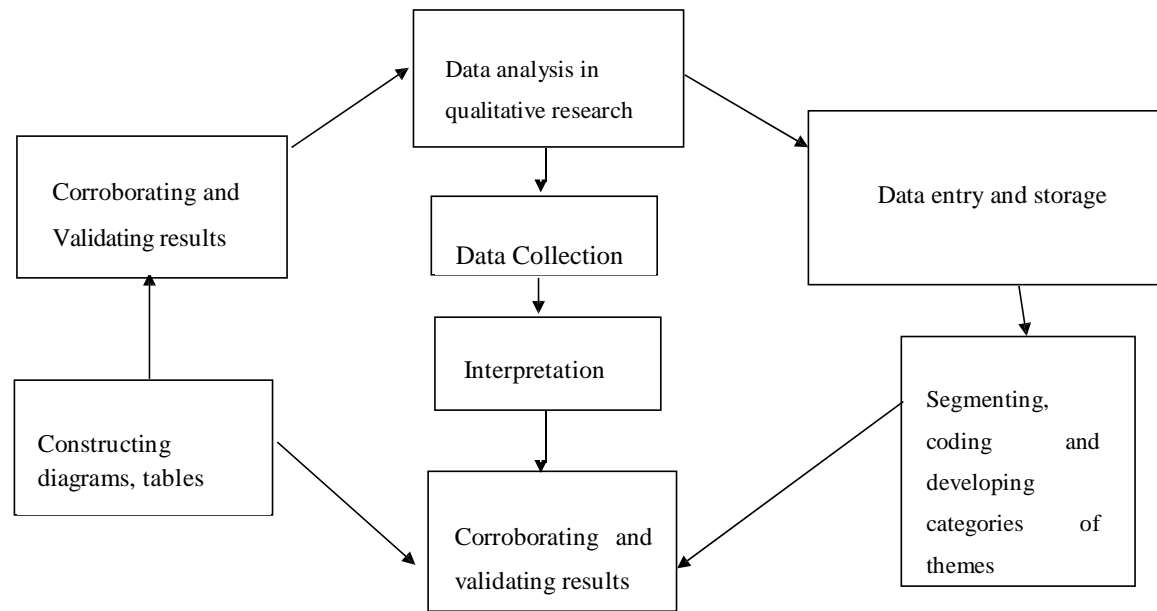 Data analysis in
qualitative research
Corroborating and
Validating results
Data entry and storage
Data Collection
Interpretation
Constructing
diagrams, tables
Segmenting,
coding and
developing
categories of
themes
Corroborating and
validating results